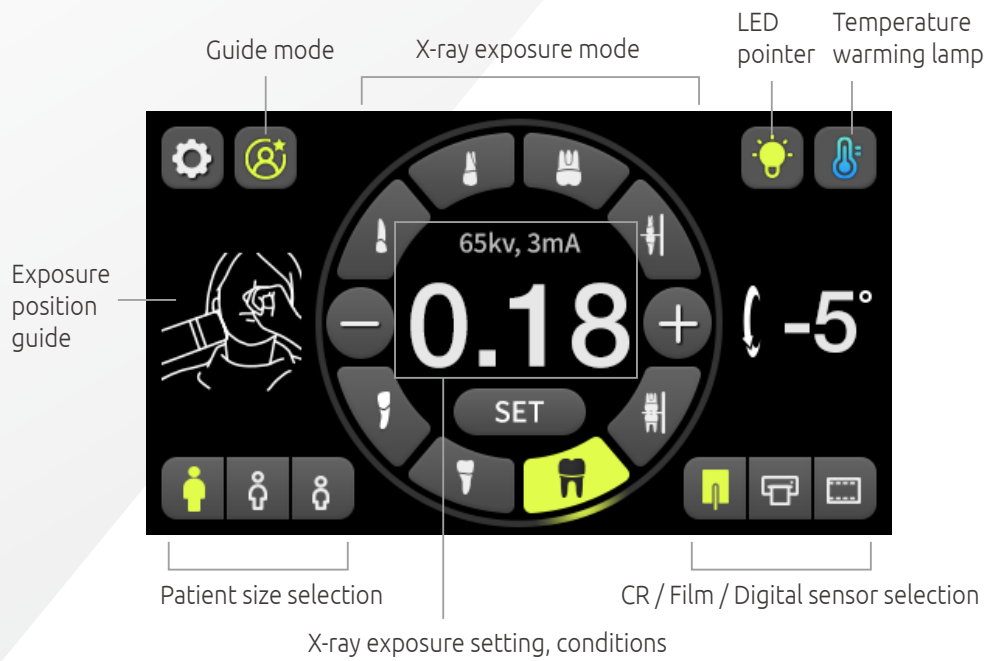 LED
pointer
Temperature
warming lamp
Guide mode
X-ray exposure mode
65kv, 3mA
Exposure
position
guide
0.18
-5°
SET
Patient size selection
CR / Film / Digital sensor selection
X-ray exposure setting, conditions